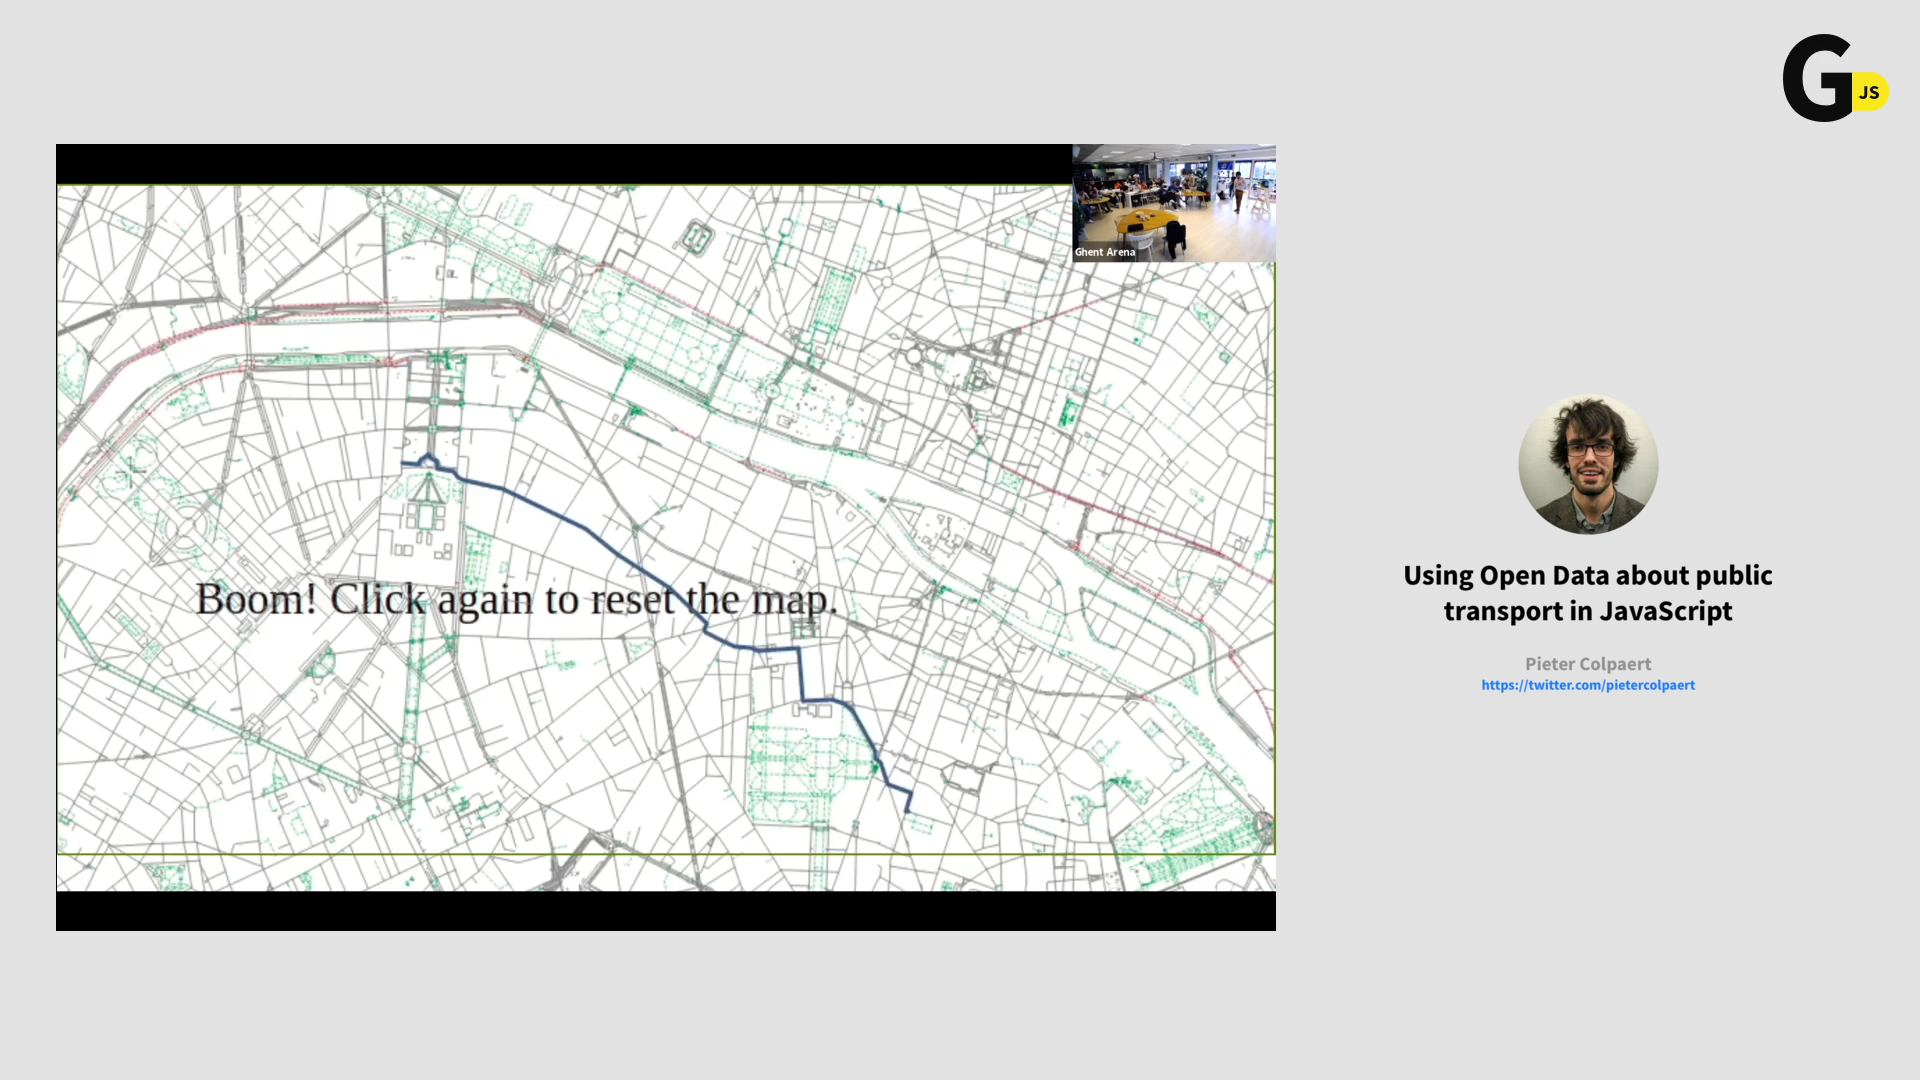 G JS
Ghent Arena
Boom! Click again to reset the map.
Using Open Data about public
transport in JavaScript
Pieter Colpaert
https://twitter.com/pietercolpaert